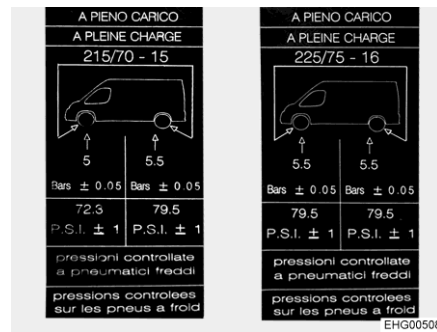 A PIENO CARICO
A PLEINE CHARGE
215/70 - 15
5 5.5
Bars ± 0.05 Bars ± 0.05
72.3 79.5
P.S.I. ± 1 P.S.I. ± 1
pressioni controllate
a pneumatici freddi
pressions controlees
sur les pneus a froid
A PIENO CARICO
A PLEINE CHARGE
225/75 - 16
5.5 5.5
Bars ± 0.05 Bars ± 0.05
79.5 79.5
P.S.I. ± 1 P.S.I. ± 1
pressioni controllate
a pneumatici freddi
pressions controlees
sur les pneus a froid
EHG00508